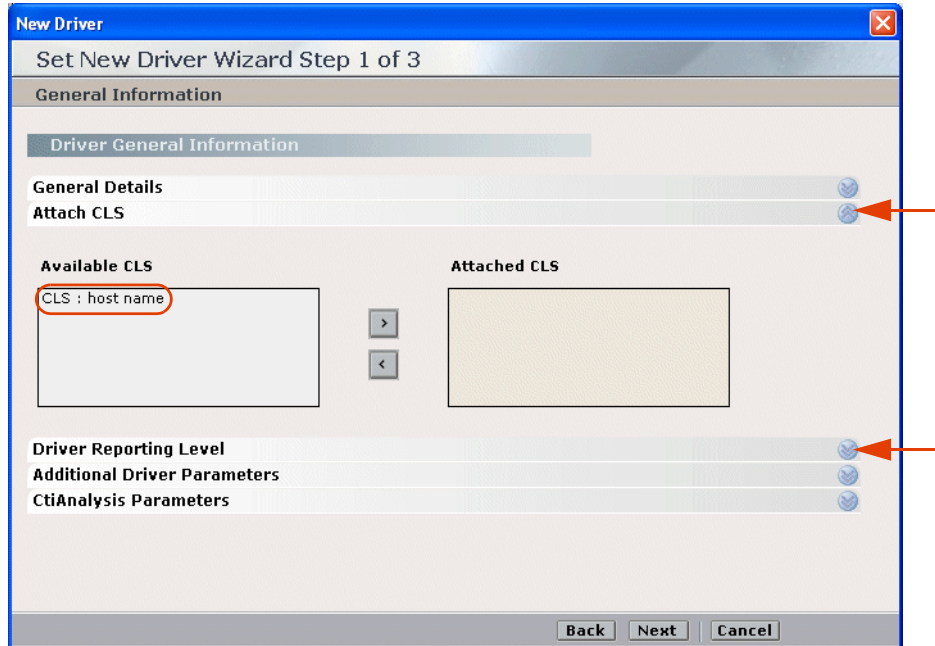 New Driver
Set New Driver Wizard Step 1 of 3
General Information
Driver General Information
General Details
Attach CLS
Available CLS
Attached CLS
CLS : host name
>
<
Driver Reporting Level
Additional Driver Parameters
CtiAnalysis Parameters
Back Next Cancel